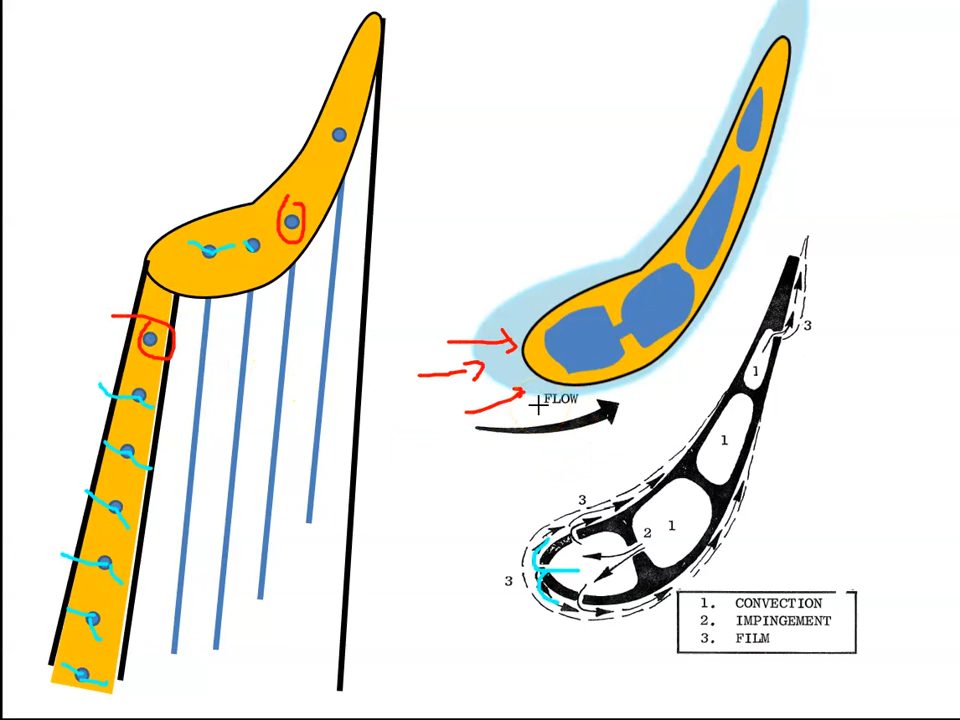 FLOW
3
1
1
3
1
2
3
1. CONVECTION
2. IMPINGEMENT
3. FILM